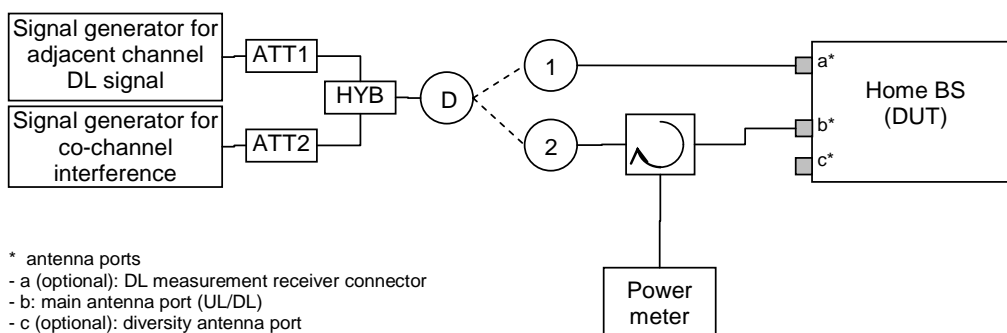 Signal generator for
adjacent channel
DL signal
ATT1
HYB
D
1
2
Signal generator for
co-channel
interference
ATT2
a*
b*
c*
Home BS
(DUT)
Power
meter
* antenna ports
- a (optional): DL measurement receiver connector
- b: main antenna port (UL/DL)
- c (optional): diversity antenna port